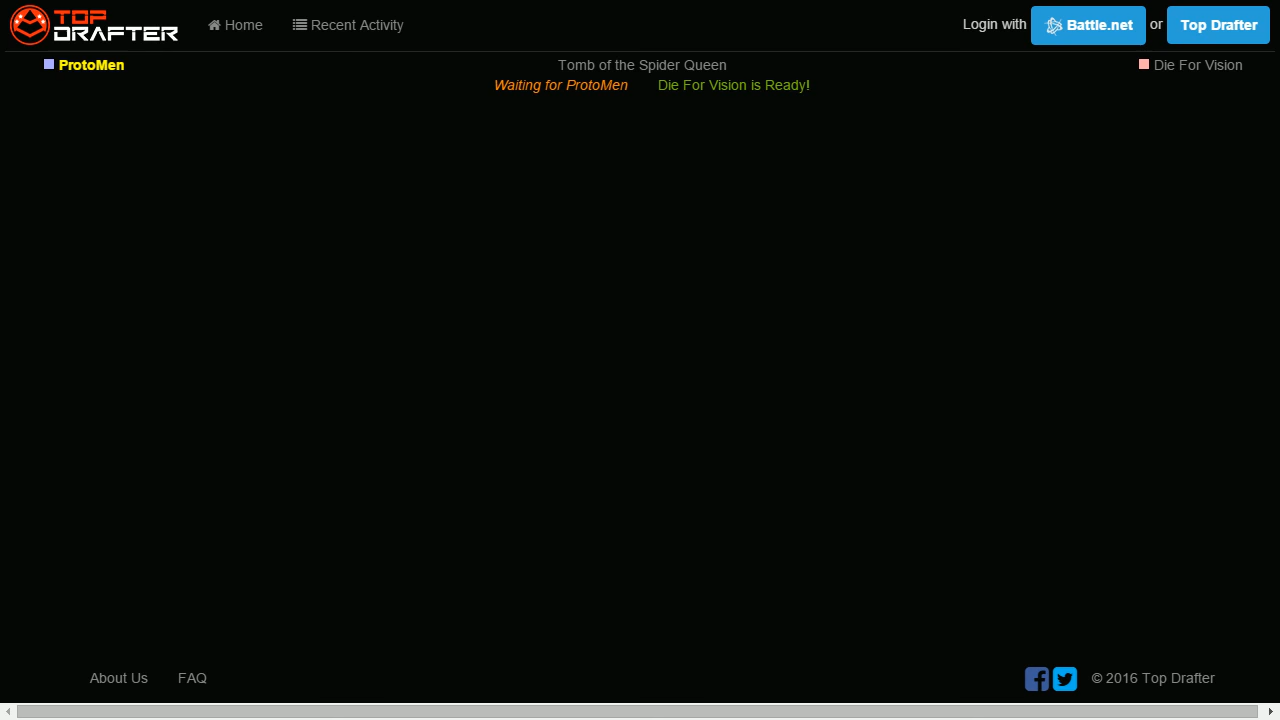 TOP DRAFTER Home Recent Activity Login with Battle.net or Top Drafter
ProtoMen Tomb of the Spider Queen Die For Vision
Waiting for ProtoMen Die For Vision is Ready!
About Us FAQ © 2016 Top Drafter